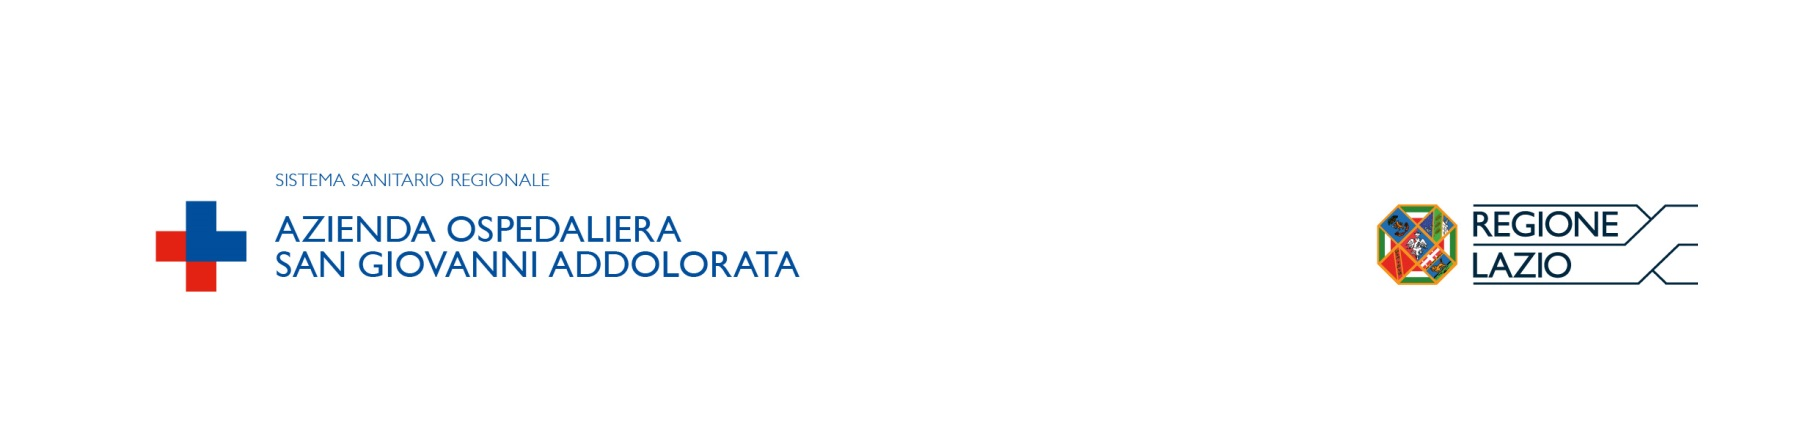 SISTEMA SANITARIO REGIONALE
AZIENDA OSPEDALIERA
SAN GIOVANNI ADDOLORATA
REGIONE
LAZIO